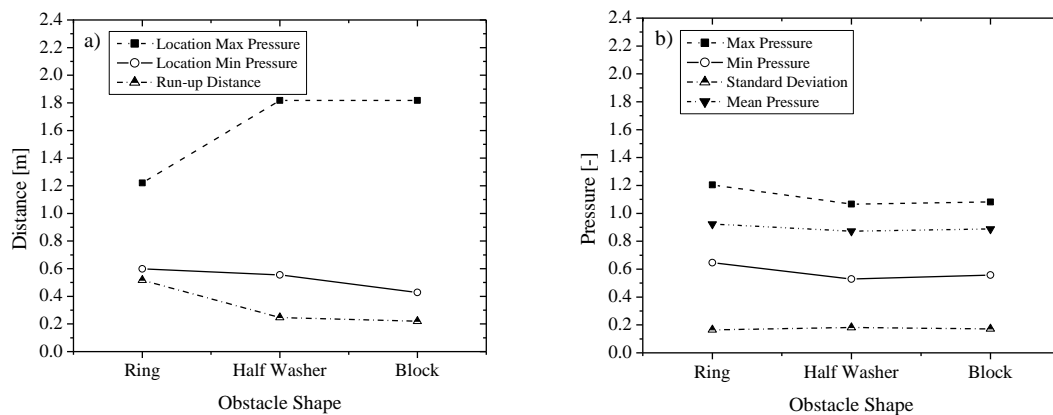 a)
Location Max Pressure
Location Min Pressure
Run-up Distance
Distance [m]
2.4
2.2
2.0
1.8
1.6
1.4
1.2
1.0
0.8
0.6
0.4
0.2
0.0
Ring Half Washer Block
Obstacle Shape
b)
Max Pressure
Min Pressure
Standard Deviation
Mean Pressure
Pressure [-]
2.4
2.2
2.0
1.8
1.6
1.4
1.2
1.0
0.8
0.6
0.4
0.2
0.0
Ring Half Washer Block
Obstacle Shape